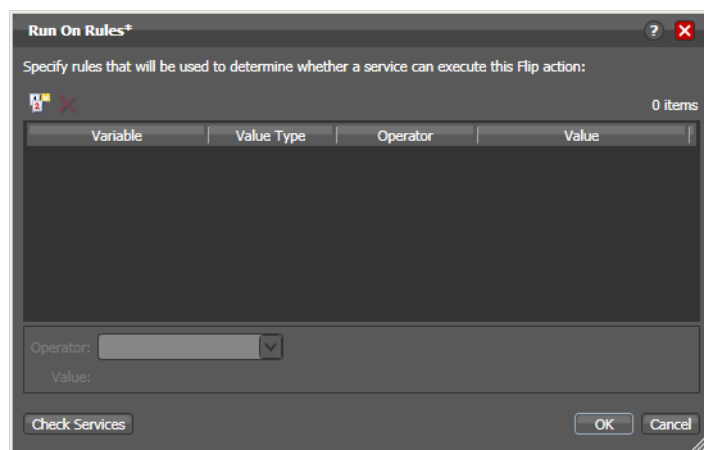 Run On Rules*
?
Specify rules that will be used to determine whether a service can execute this Flip action:
0 items
Variable Value Type Operator Value
Operator:
Value:
Check Services OK Cancel